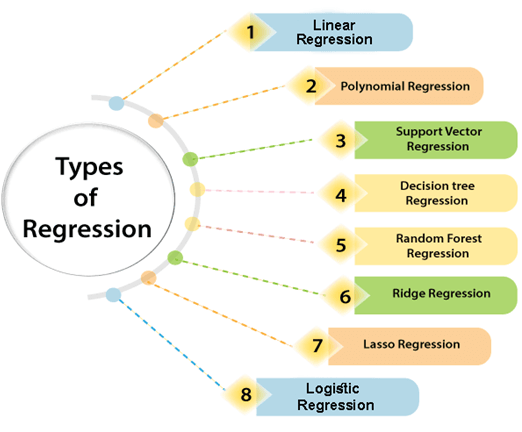 Types
of
Regression
1
Linear
Regression
2
Polynomial Regression
3
Support Vector
Regression
4
Decision tree
Regression
5
Random Forest
Regression
6
Ridge Regression
7
Lasso Regression
8
Logistic
Regression